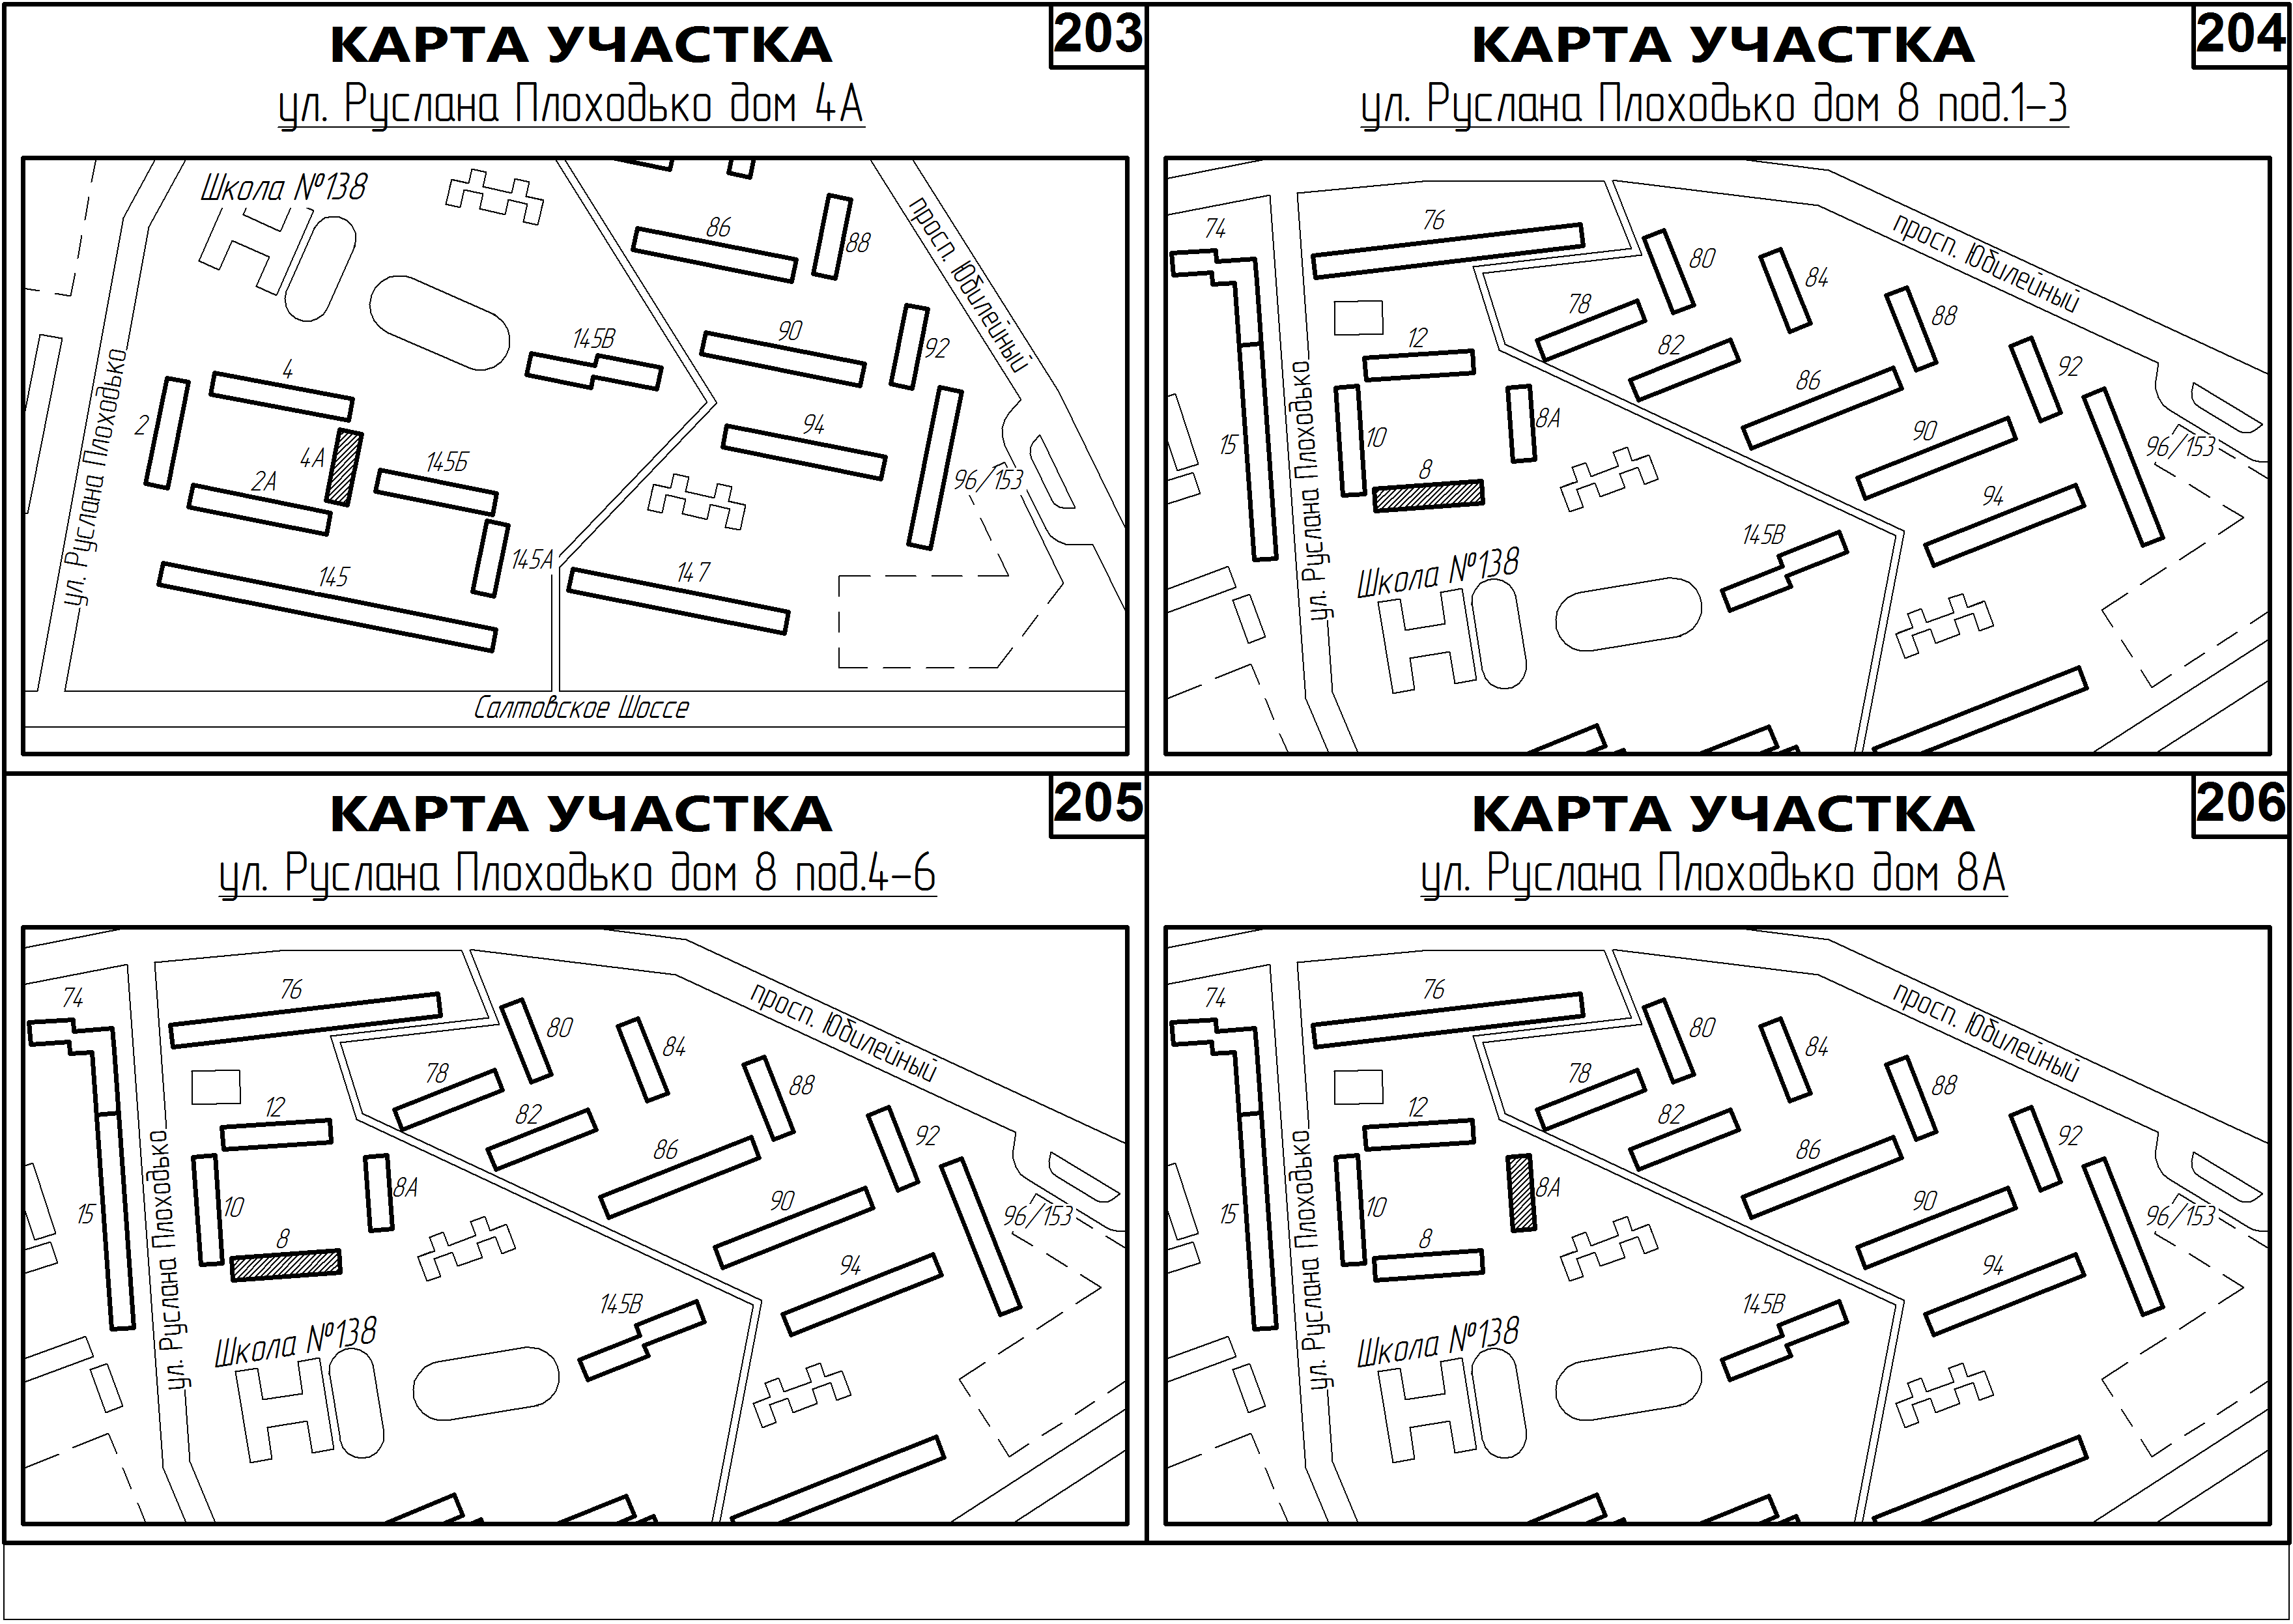 КАРТА УЧАСТКА
203
ул. Руслана Плоходько дом 4А
Школа №138
86
88
просп. Юбилейный
145В
90
92
4
2
ул. Руслана Плоходько
4А
2А
145Б
94
96/153
145А
145
147
Салтовское Шоссе
КАРТА УЧАСТКА
204
ул. Руслана Плоходько дом 8 под.1-3
74
76
80
84
просп. Юбилейный
78
88
12
82
92
86
10
8А
15
90
96/153
ул. Руслана Плоходько
8
94
145В
Школа №138
КАРТА УЧАСТКА
205
ул. Руслана Плоходько дом 8 под.4-6
74
76
80
84
просп. Юбилейный
78
88
12
82
92
86
10
8А
15
90
96/153
ул. Руслана Плоходько
8
94
145В
Школа №138
КАРТА УЧАСТКА
206
ул. Руслана Плоходько дом 8А
74
76
80
84
просп. Юбилейный
78
88
12
82
92
86
10
8А
15
90
96/153
ул. Руслана Плоходько
8
94
145В
Школа №138